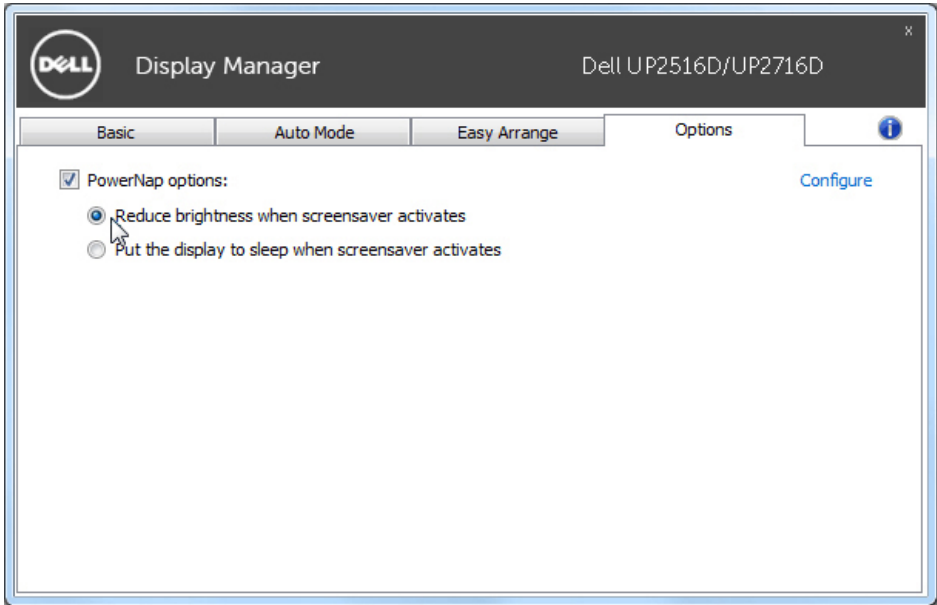 x
DELL Display Manager Dell UP2516D/UP2716D
Basic Auto Mode Easy Arrange Options i
PowerNap options: Configure
Reduce brightness when screensaver activates
Put the display to sleep when screensaver activates